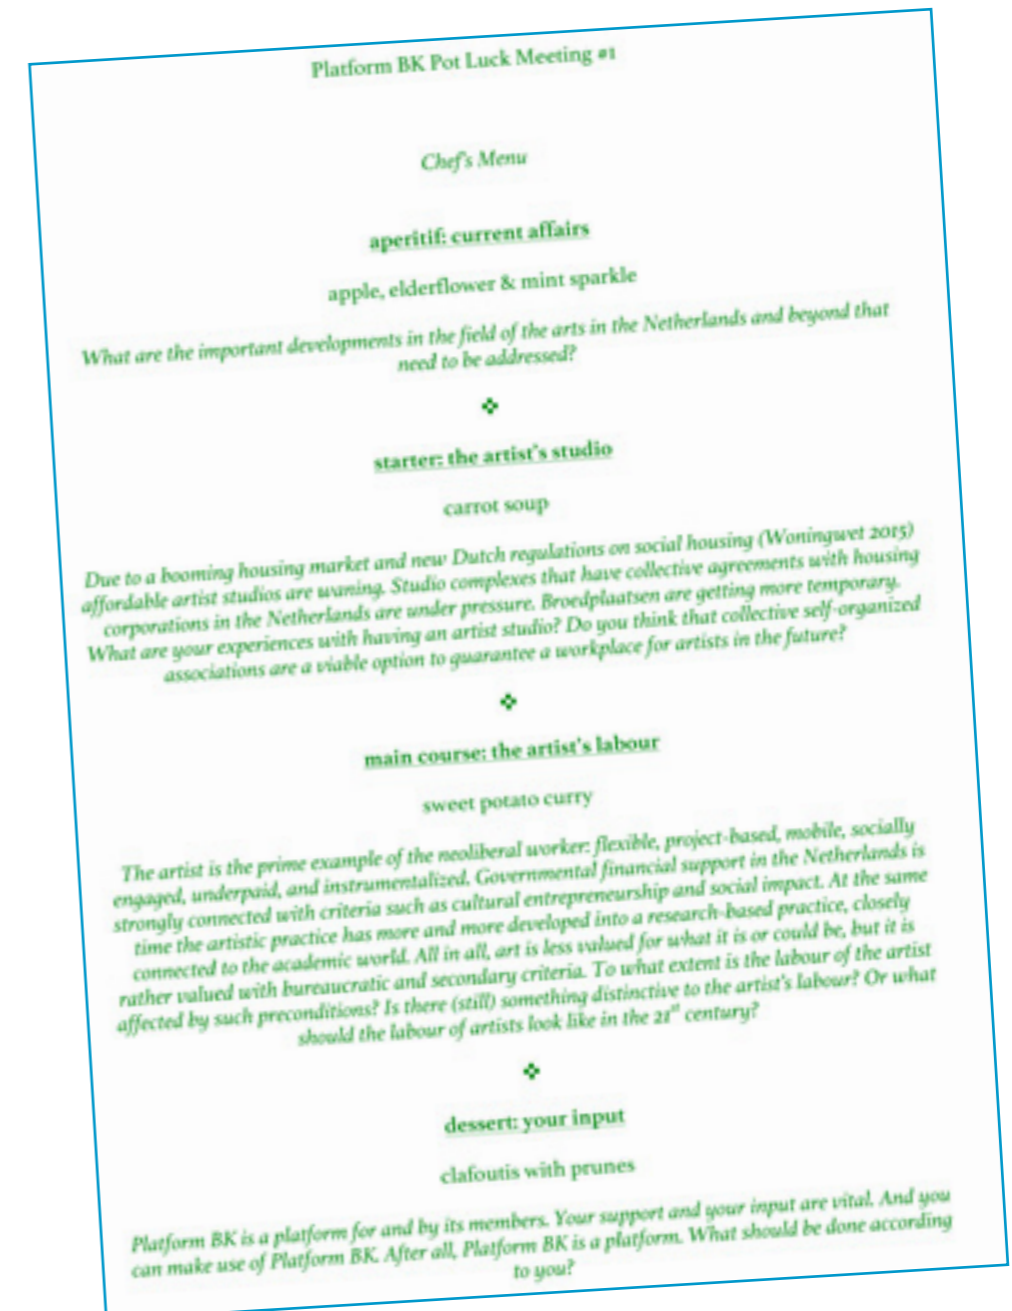 Platform BK Pot Luck Meeting #1
Chef's Menu
aperitif: current affairs
apple, elderflower & mint sparkle
What are the important developments in the field of the arts in the Netherlands and beyond that
need to be addressed?
starter: the artist's studio
carrot soup
Due to a booming housing market and new Dutch regulations on social housing (Woningwet 2015)
affordable artist studios are waning. Studio complexes that have collective agreements with housing
corporations in the Netherlands are under pressure. Broedplaatsen are getting more temporary.
What are your experiences with having an artist studio? Do you think that collective self-organized
associations are a viable option to guarantee a workplace for artists in the future?
main course: the artist's labour
sweet potato curry
The artist is the prime example of the neoliberal worker: flexible, project-based, mobile, socially
engaged, underpaid, and instrumentalized. Governmental financial support in the Netherlands is
strongly connected with criteria such as cultural entrepreneurship and social impact. At the same
time the artistic practice has more and more developed into a research-based practice, closely
connected to the academic world. All in all, art is less valued for what it is or could be, but it is
rather valued with bureaucratic and secondary criteria. To what extent is the labour of the artist
affected by such preconditions? Is there (still) something distinctive to the artist's labour? Or what
should the labour of artists look like in the 21st century?
dessert: your input
clafoutis with prunes
Platform BK is a platform for and by its members. Your support and your input are vital. And you
can make use of Platform BK. After all, Platform BK is a platform. What should be done according
to you?